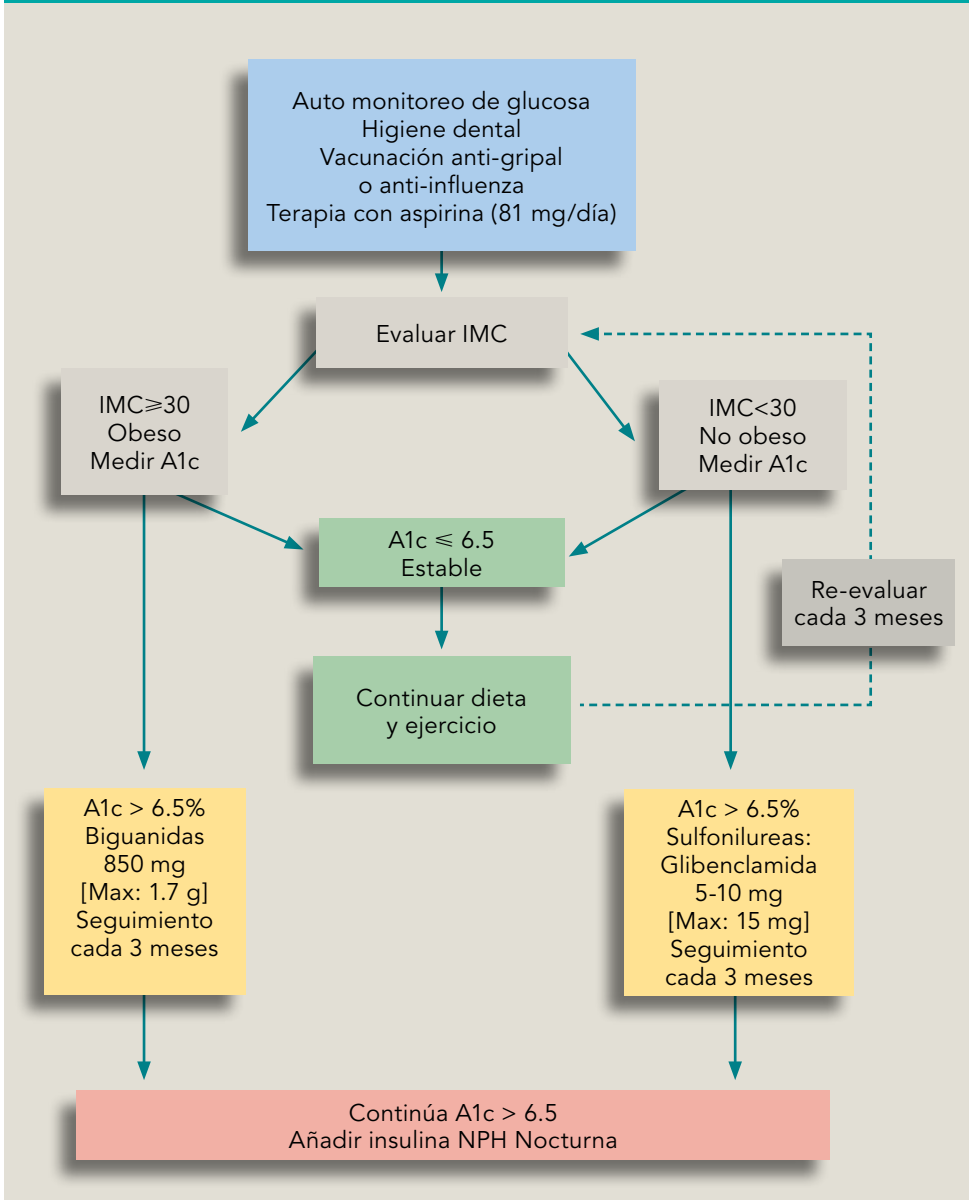 Auto monitoreo de glucosa
Higiene dental
Vacunación anti-gripal
o anti-influenza
Terapia con aspirina (81 mg/día)
Evaluar IMC
IMC≥30
Obeso
Medir A1c
IMC<30
No obeso
Medir A1c
A1c ≤ 6.5
Estable
Re-evaluar
cada 3 meses
Continuar dieta
y ejercicio
A1c > 6.5%
Biguanidas
850 mg
[Max: 1.7 g]
Seguimiento
cada 3 meses
A1c > 6.5%
Sulfonilureas:
Glibenclamida
5-10 mg
[Max: 15 mg]
Seguimiento
cada 3 meses
Continúa A1c > 6.5
Añadir insulina NPH Nocturna